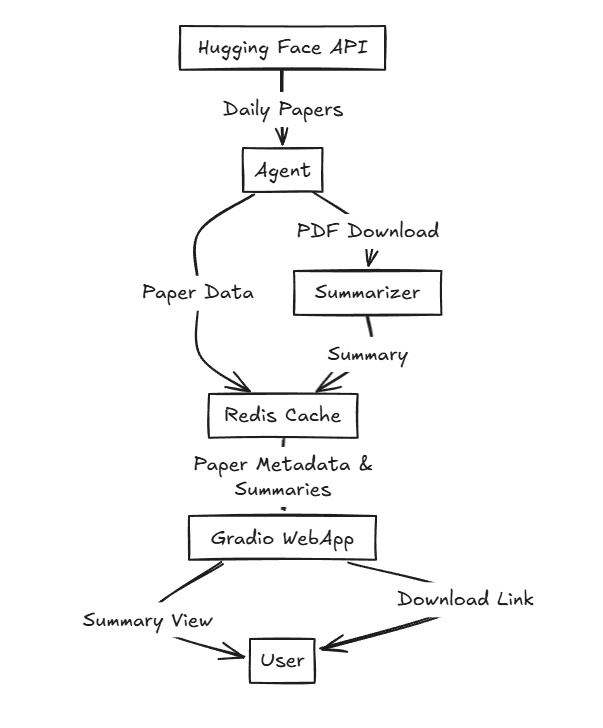 Hugging Face API
Daily Papers
Agent
PDF Download
Paper Data
Summarizer
Summary
Redis Cache
Paper Metadata &
Summaries
Gradio WebApp
Download Link
Summary View
User